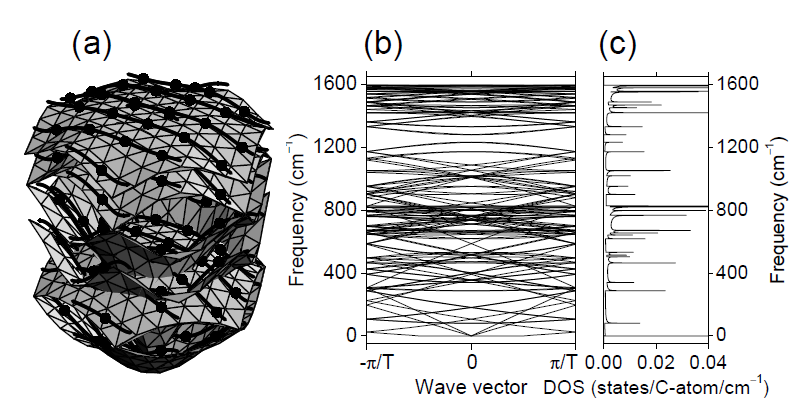 (a)
(b)
(c)
1600
1200
800
400
0
Frequency (cm⁻¹)
-π/T
0
π/T
Wave vector
1600
1200
800
400
0
Frequency (cm⁻¹)
0.00
0.02
0.04
DOS (states/C-atom/cm⁻¹)